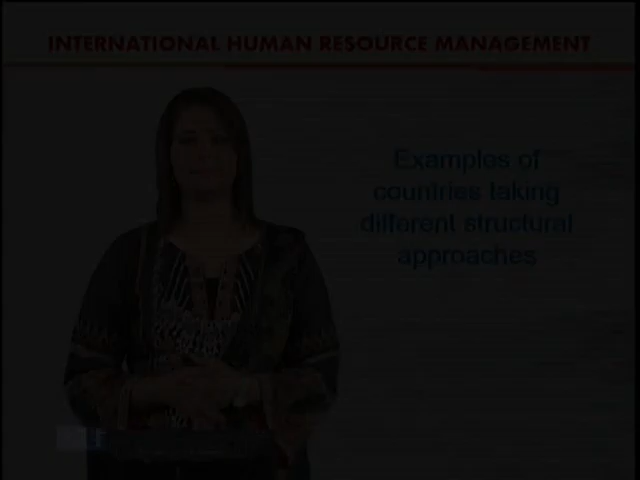 INTERNATIONAL HUMAN RESOURCE MANAGEMENT
Examples of
countries taking
different structural
approaches